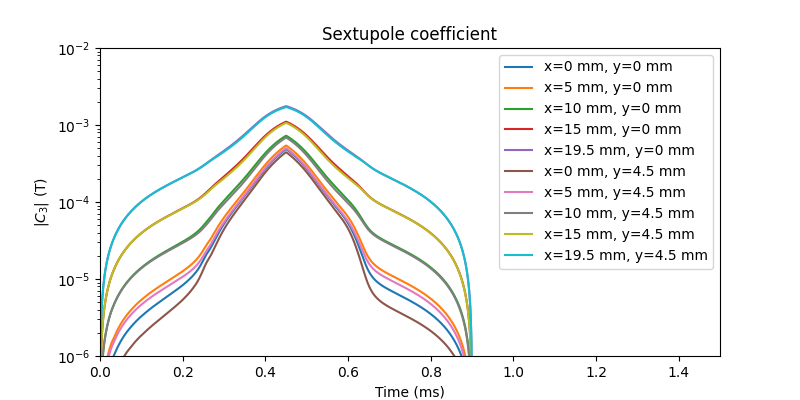 Sextupole coefficient
10⁻²
10⁻³
10⁻⁴
10⁻⁵
10⁻⁶
|C₃| (T)
0.0 0.2 0.4 0.6 0.8 1.0 1.2 1.4
Time (ms)
x=0 mm, y=0 mm
x=5 mm, y=0 mm
x=10 mm, y=0 mm
x=15 mm, y=0 mm
x=19.5 mm, y=0 mm
x=0 mm, y=4.5 mm
x=5 mm, y=4.5 mm
x=10 mm, y=4.5 mm
x=15 mm, y=4.5 mm
x=19.5 mm, y=4.5 mm